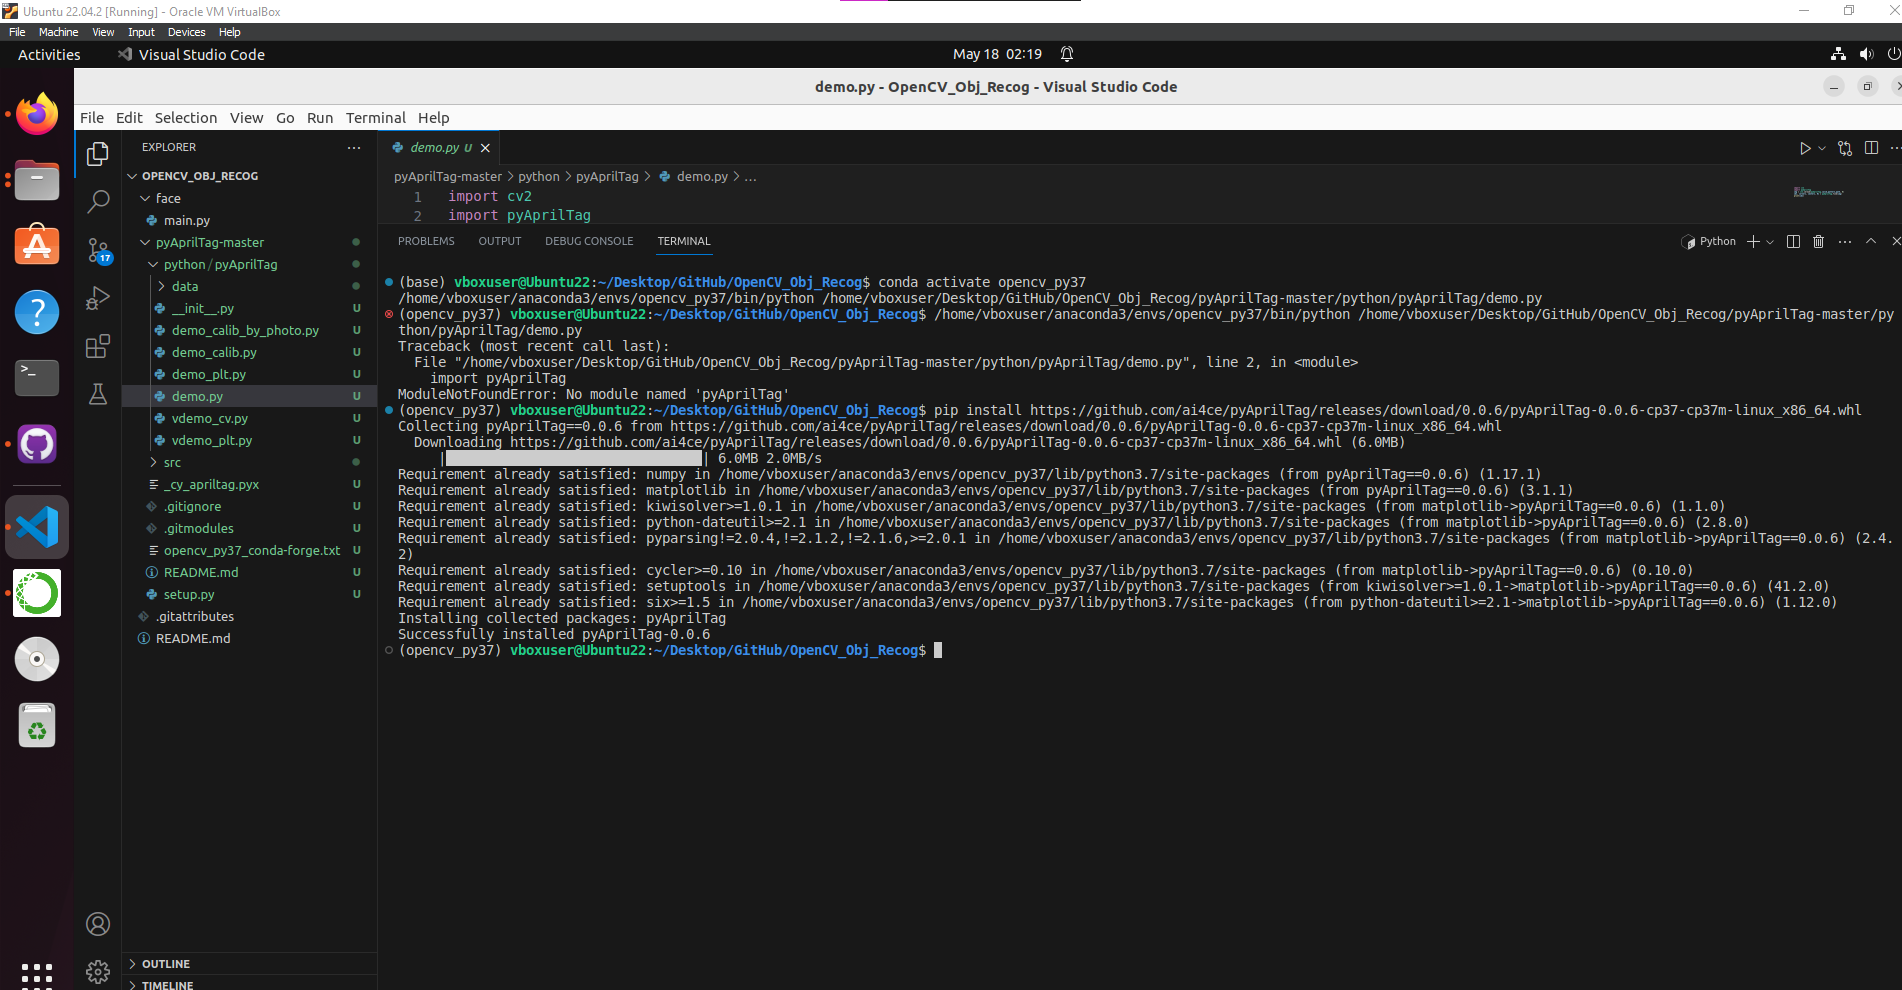 Ubuntu 22.04.2 [Running] - Oracle VM VirtualBox
File Machine View Input Devices Help
Activities Visual Studio Code May 18 02:19
demo.py - OpenCV_Obj_Recog - Visual Studio Code
File Edit Selection View Go Run Terminal Help
EXPLORER
OPENCV_OBJ_RECOG
face
main.py
pyAprilTag-master
python / pyAprilTag
data
__init__.py U
demo_calib_by_photo.py U
demo_calib.py U
demo_plt.py U
demo.py U
vdemo_cv.py U
vdemo_plt.py U
src
_cy_apriltag.pyx U
.gitignore U
.gitmodules U
opencv_py37_conda-forge.txt U
README.md U
setup.py U
.gitattributes
README.md
OUTLINE
TIMELINE
17
demo.py U
pyAprilTag-master > python > pyAprilTag > demo.py > ...
1 import cv2
2 import pyAprilTag
PROBLEMS OUTPUT DEBUG CONSOLE TERMINAL Python
(base) vboxuser@Ubuntu22:~/Desktop/GitHub/OpenCV_Obj_Recog$ conda activate opencv_py37
/home/vboxuser/anaconda3/envs/opencv_py37/bin/python /home/vboxuser/Desktop/GitHub/OpenCV_Obj_Recog/pyAprilTag-master/python/pyAprilTag/demo.py
(opencv_py37) vboxuser@Ubuntu22:~/Desktop/GitHub/OpenCV_Obj_Recog$ /home/vboxuser/anaconda3/envs/opencv_py37/bin/python /home/vboxuser/Desktop/GitHub/OpenCV_Obj_Recog/pyAprilTag-master/py
thon/pyAprilTag/demo.py
Traceback (most recent call last):
File "/home/vboxuser/Desktop/GitHub/OpenCV_Obj_Recog/pyAprilTag-master/python/pyAprilTag/demo.py", line 2, in <module>
import pyAprilTag
ModuleNotFoundError: No module named 'pyAprilTag'
(opencv_py37) vboxuser@Ubuntu22:~/Desktop/GitHub/OpenCV_Obj_Recog$ pip install https://github.com/ai4ce/pyAprilTag/releases/download/0.0.6/pyAprilTag-0.0.6-cp37-cp37m-linux_x86_64.whl
Collecting pyAprilTag==0.0.6 from https://github.com/ai4ce/pyAprilTag/releases/download/0.0.6/pyAprilTag-0.0.6-cp37-cp37m-linux_x86_64.whl
Downloading https://github.com/ai4ce/pyAprilTag/releases/download/0.0.6/pyAprilTag-0.0.6-cp37-cp37m-linux_x86_64.whl (6.0MB)
| | 6.0MB 2.0MB/s
Requirement already satisfied: numpy in /home/vboxuser/anaconda3/envs/opencv_py37/lib/python3.7/site-packages (from pyAprilTag==0.0.6) (1.17.1)
Requirement already satisfied: matplotlib in /home/vboxuser/anaconda3/envs/opencv_py37/lib/python3.7/site-packages (from pyAprilTag==0.0.6) (3.1.1)
Requirement already satisfied: kiwisolver>=1.0.1 in /home/vboxuser/anaconda3/envs/opencv_py37/lib/python3.7/site-packages (from matplotlib->pyAprilTag==0.0.6) (1.1.0)
Requirement already satisfied: python-dateutil>=2.1 in /home/vboxuser/anaconda3/envs/opencv_py37/lib/python3.7/site-packages (from matplotlib->pyAprilTag==0.0.6) (2.8.0)
Requirement already satisfied: pyparsing!=2.0.4,!=2.1.2,!=2.1.6,>=2.0.1 in /home/vboxuser/anaconda3/envs/opencv_py37/lib/python3.7/site-packages (from matplotlib->pyAprilTag==0.0.6) (2.4.
2)
Requirement already satisfied: cycler>=0.10 in /home/vboxuser/anaconda3/envs/opencv_py37/lib/python3.7/site-packages (from matplotlib->pyAprilTag==0.0.6) (0.10.0)
Requirement already satisfied: setuptools in /home/vboxuser/anaconda3/envs/opencv_py37/lib/python3.7/site-packages (from kiwisolver>=1.0.1->matplotlib->pyAprilTag==0.0.6) (41.2.0)
Requirement already satisfied: six>=1.5 in /home/vboxuser/anaconda3/envs/opencv_py37/lib/python3.7/site-packages (from python-dateutil>=2.1->matplotlib->pyAprilTag==0.0.6) (1.12.0)
Installing collected packages: pyAprilTag
Successfully installed pyAprilTag-0.0.6
(opencv_py37) vboxuser@Ubuntu22:~/Desktop/GitHub/OpenCV_Obj_Recog$